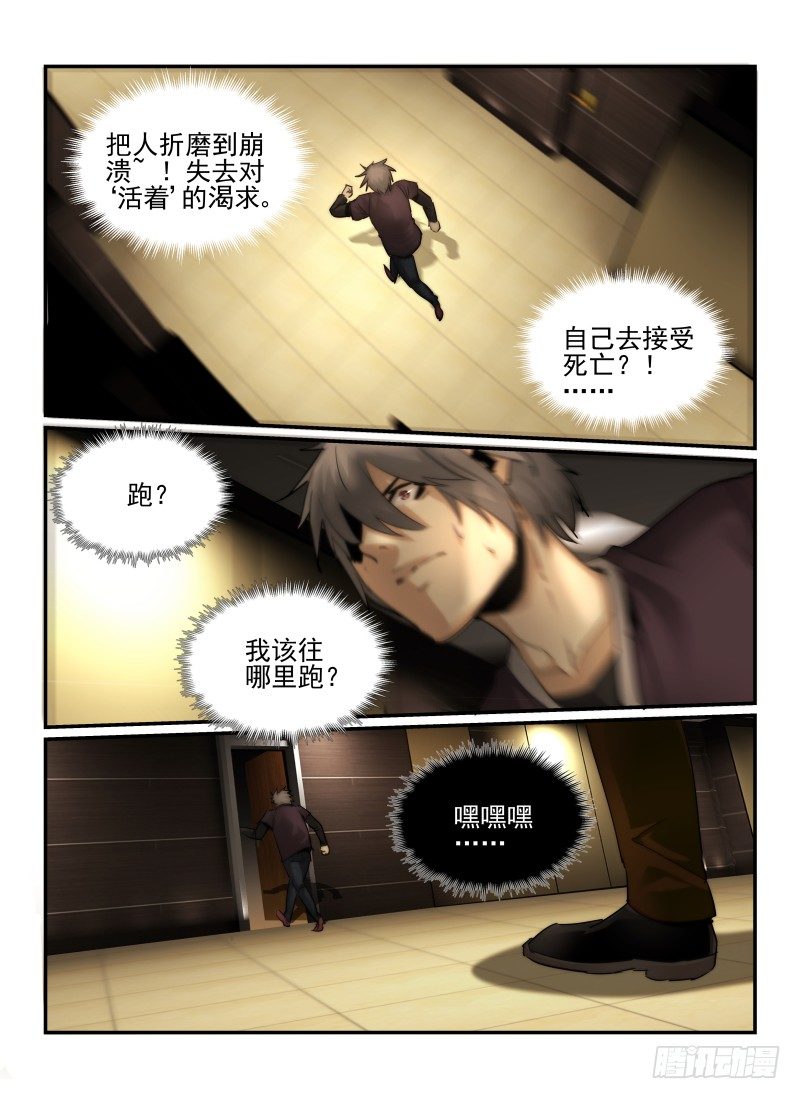 把人折磨到崩
溃~！失去对
‘活着’的渴求。
自己去接受
死亡？！
……
跑？
我该往
哪里跑？
嘿嘿嘿
……
腾讯动漫